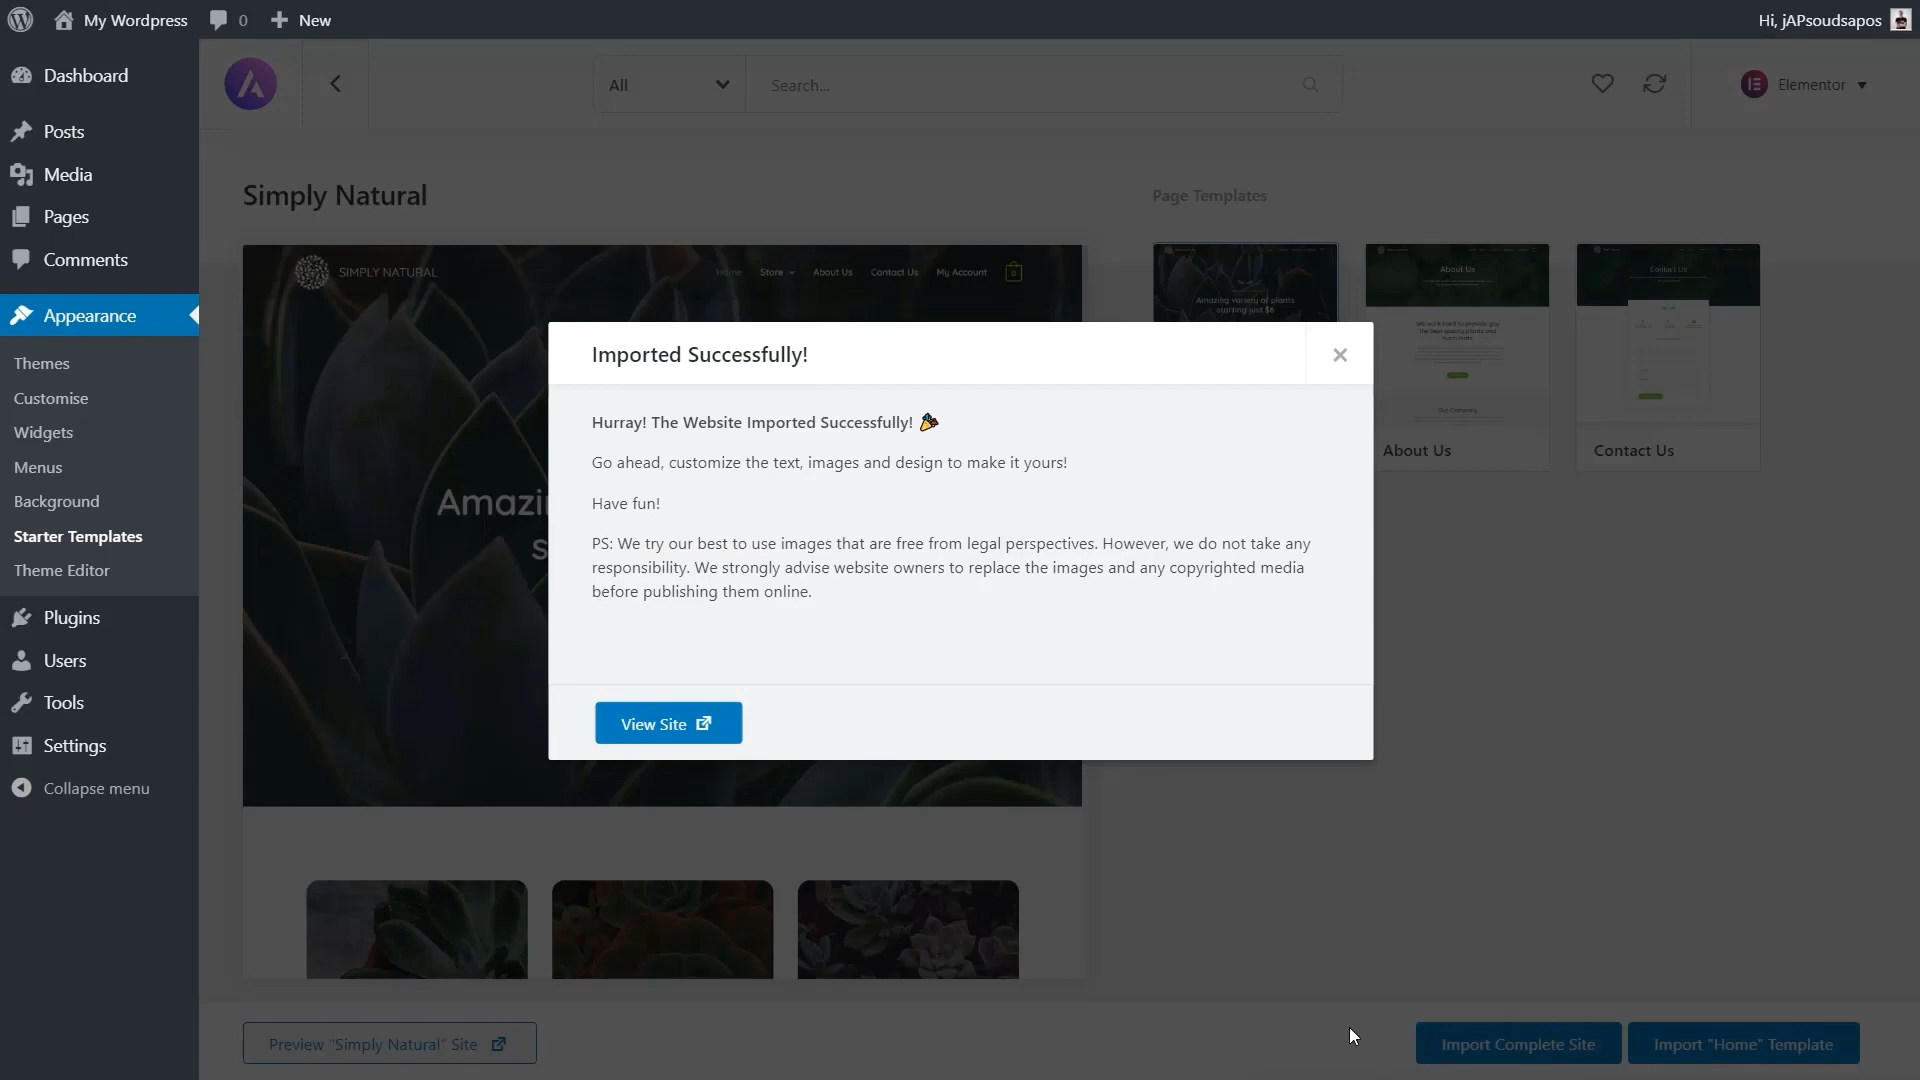 My Wordpress
0
New
Hi, jAPsoudsapos
Dashboard
Posts
Media
Pages
Comments
Appearance
Themes
Customise
Widgets
Menus
Background
Starter Templates
Theme Editor
Plugins
Users
Tools
Settings
Collapse menu
All
Search...
Elementor
Simply Natural
SIMPLY NATURAL
Home
Store
About Us
Contact Us
My Account
0
Amazi
s
Page Templates
Amazing variety of plants
starting just $6
About Us
We work hard to provide you
the best quality plants and
Our Company
About Us
Contact Us
Contact Us
Imported Successfully!
Hurray! The Website Imported Successfully!
Go ahead, customize the text, images and design to make it yours!
Have fun!
PS: We try our best to use images that are free from legal perspectives. However, we do not take any
responsibility. We strongly advise website owners to replace the images and any copyrighted media
before publishing them online.
View Site
Preview "Simply Natural" Site
Import Complete Site
Import "Home" Template